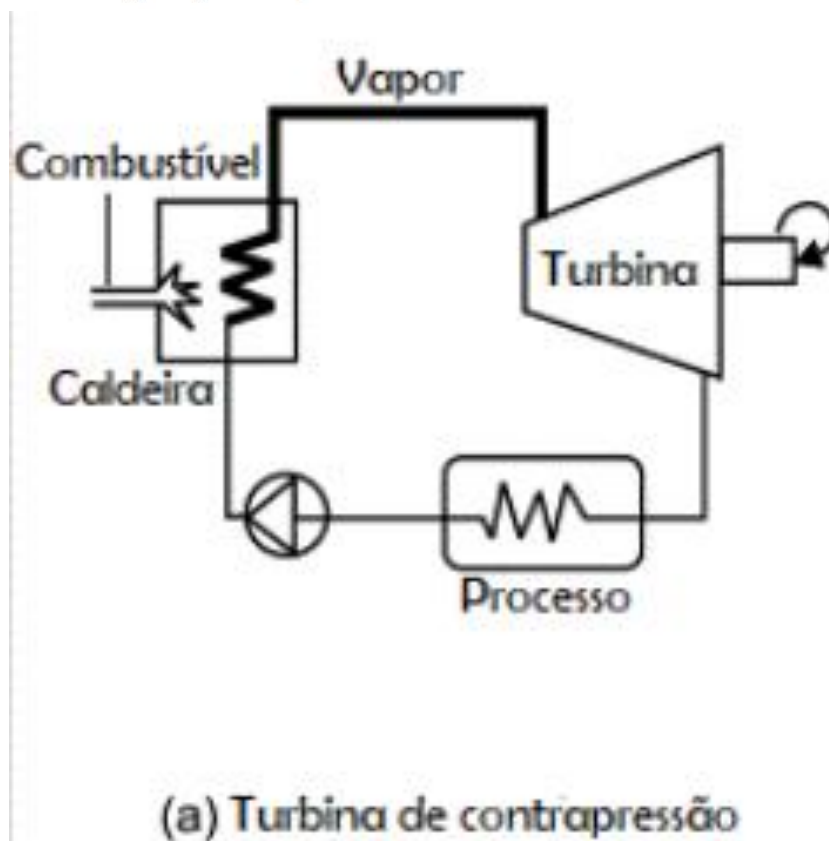 Vapor
Combustível
Turbina
Caldeira
Processo
(a) Turbina de contrapressão